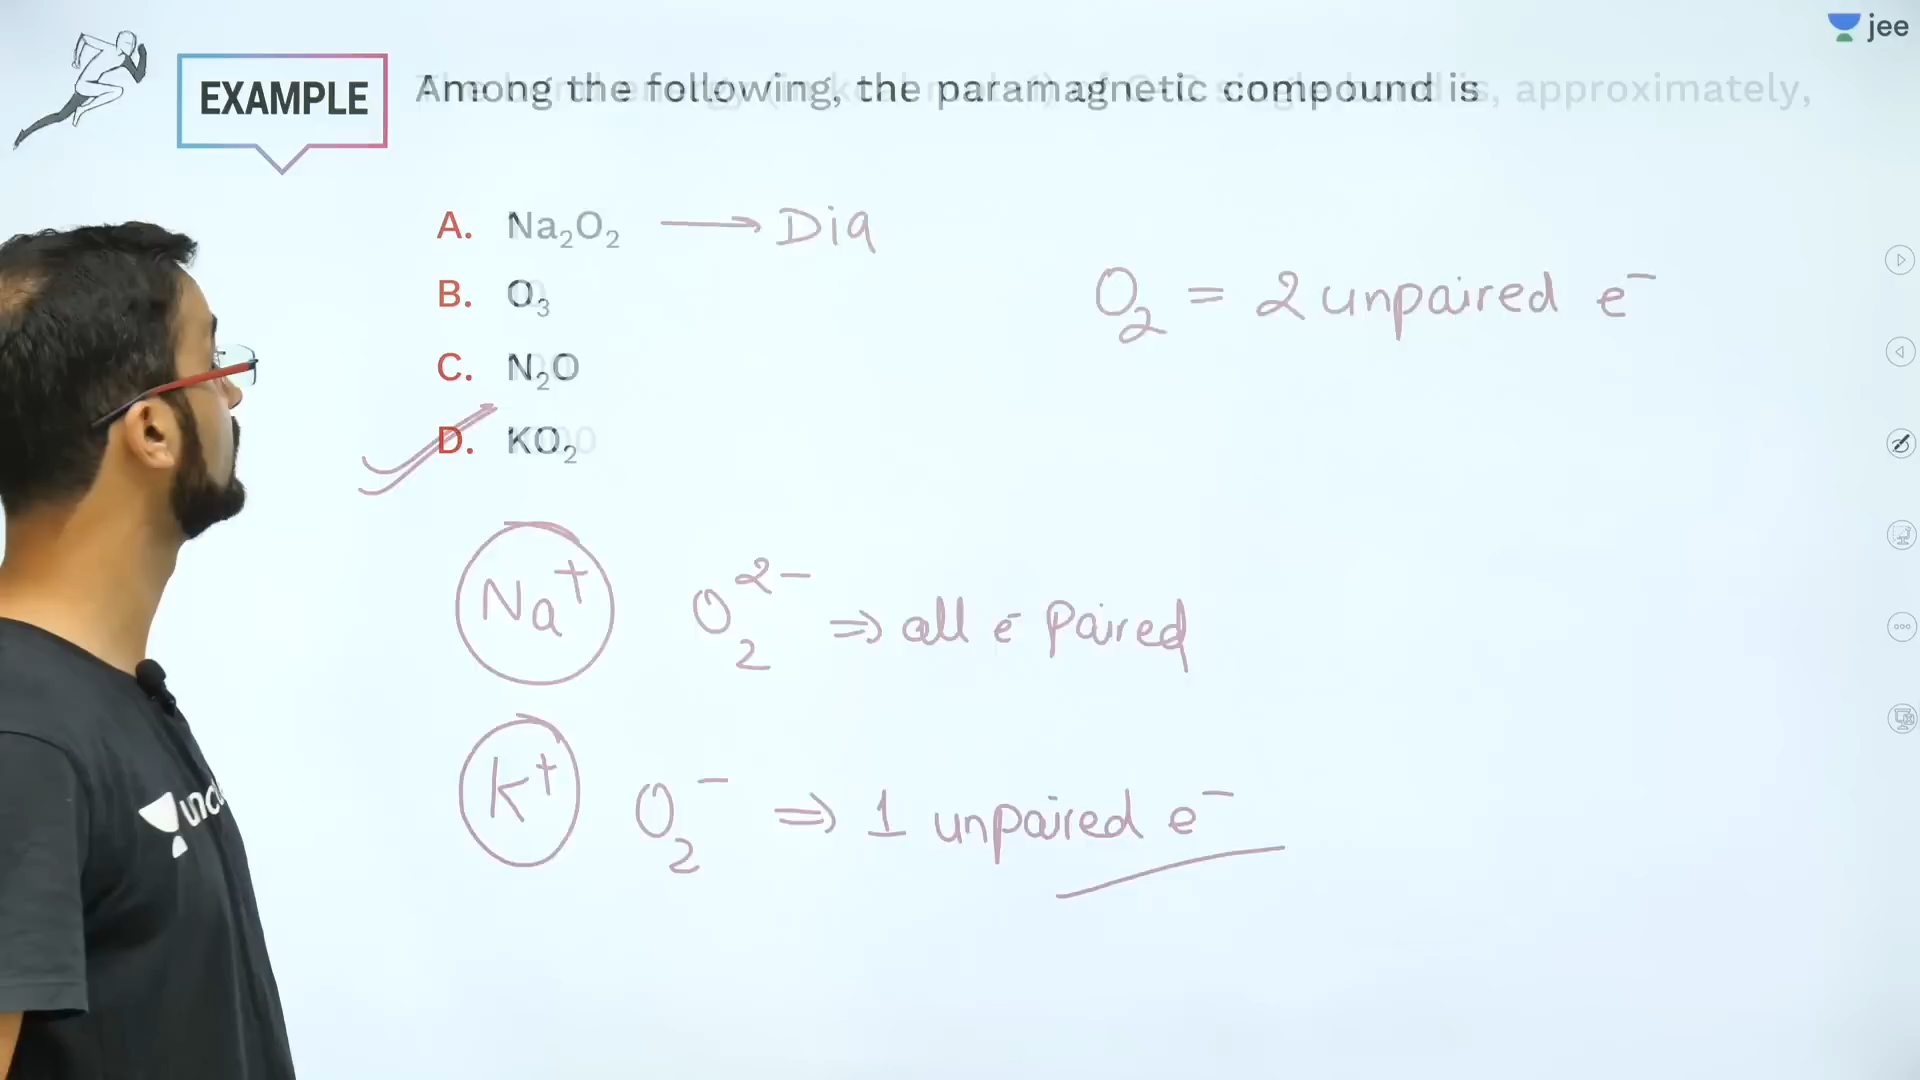 jee
EXAMPLE
Among the following, the paramagnetic compound is
, approximately,
A. Na₂O₂ → Dia
B. O₃
C. N₂O
D. KO₂
O₂ = 2 unpaired e⁻
Na⁺ O₂²⁻ ⇒ all e⁻ Paired
K⁺ O₂⁻ ⇒ 1 unpaired e⁻